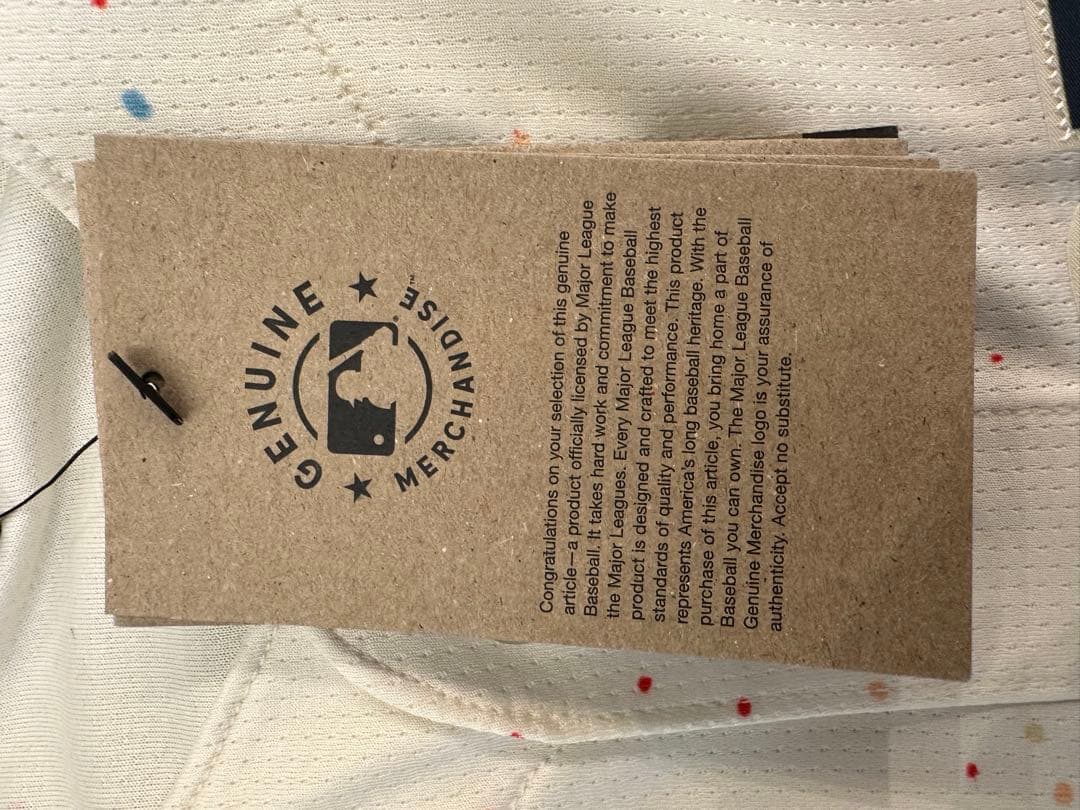 GENUINE
MERCHANDISE™
Congratulations on your selection of this genuine
article—a product officially licensed by Major League
Baseball. It takes hard work and commitment to make
the Major Leagues. Every Major League Baseball
product is designed and crafted to meet the highest
standards of quality and performance. This product
represents America's long baseball heritage. With the
purchase of this article, you bring home a part of
Baseball you can own. The Major League Baseball
Genuine Merchandise logo is your assurance of
authenticity. Accept no substitute.